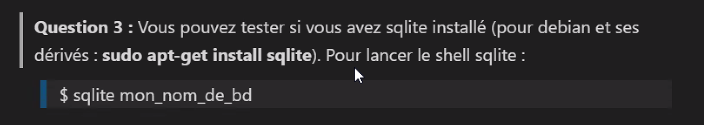 Question 3 : Vous pouvez tester si vous avez sqlite installé (pour debian et ses
dérivés : sudo apt-get install sqlite). Pour lancer le shell sqlite :
$ sqlite mon_nom_de_bd